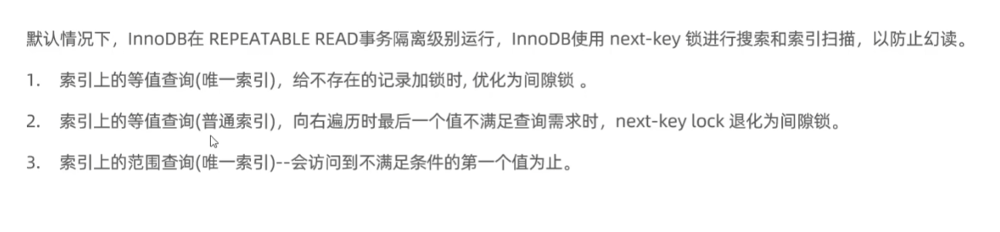 默认情况下，InnoDB在 REPEATABLE READ事务隔离级别运行，InnoDB使用 next-key 锁进行搜索和索引扫描，以防止幻读。
1. 索引上的等值查询(唯一索引)，给不存在的记录加锁时, 优化为间隙锁 。
2. 索引上的等值查询(普通索引)，向右遍历时最后一个值不满足查询需求时，next-key lock 退化为间隙锁。
3. 索引上的范围查询(唯一索引)--会访问到不满足条件的第一个值为止。